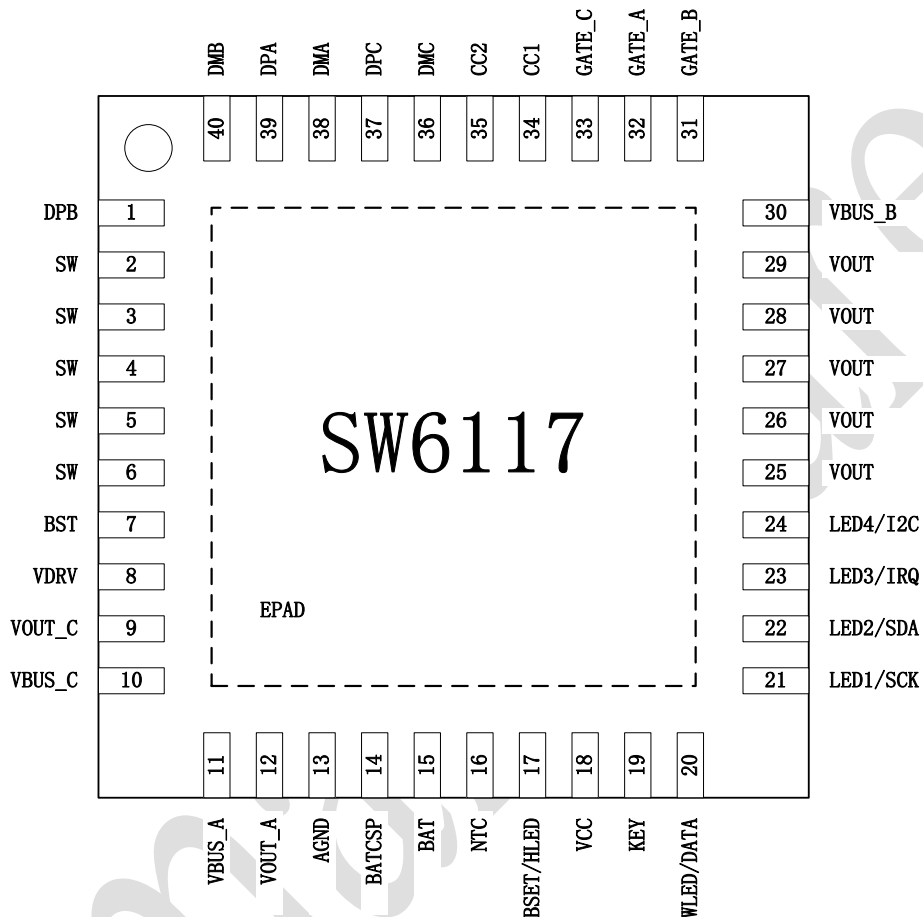 DMB DPA DMA DPC DMC CC2 CC1 GATE_C GATE_A GATE_B
40 39 38 37 36 35 34 33 32 31
DPB 1 30 VBUS_B
SW 2 29 VOUT
SW 3 28 VOUT
SW 4 27 VOUT
SW 5 26 VOUT
SW6117
SW 6 25 VOUT
BST 7 24 LED4/I2C
VDRV 8 23 LED3/IRQ
EPAD
VOUT_C 9 22 LED2/SDA
VBUS_C 10 21 LED1/SCK
11 12 13 14 15 16 17 18 19 20
VBUS_A VOUT_A AGND BATCSP BAT NTC BSET/HLED VCC KEY WLED/DATA